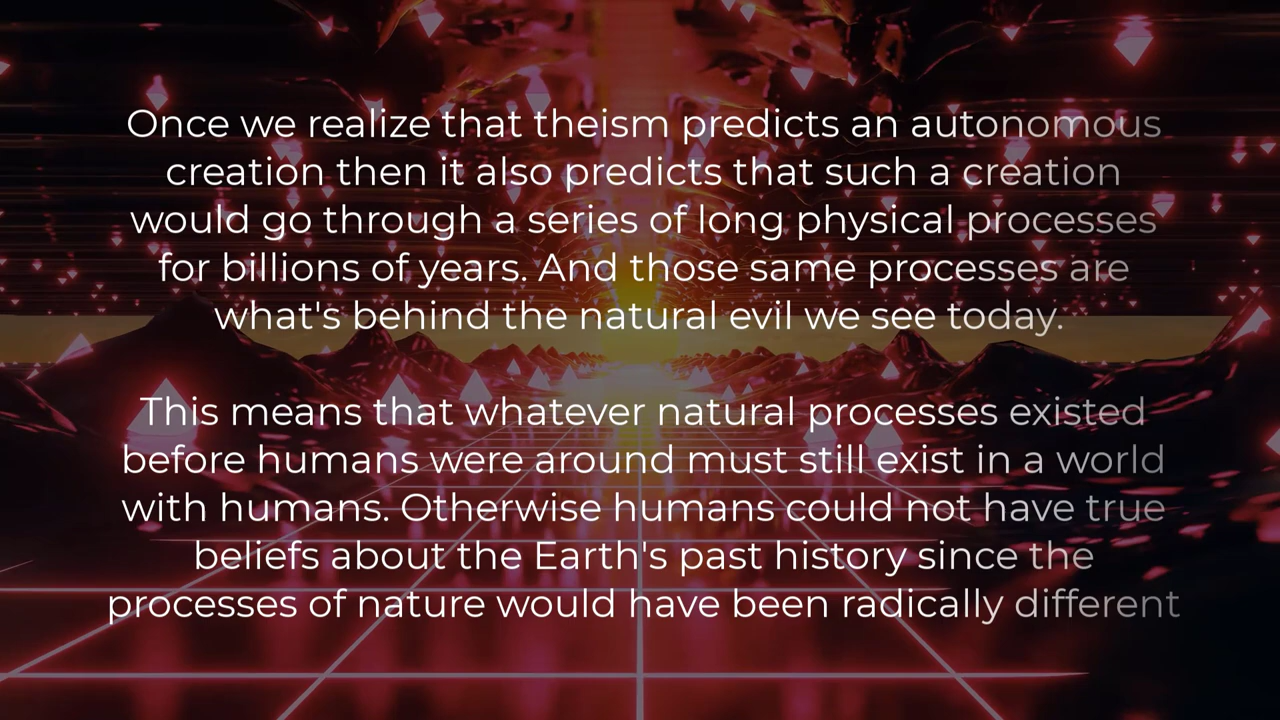 Once we realize that theism predicts an autonomous
creation then it also predicts that such a creation
would go through a series of long physical processes
for billions of years. And those same processes are
what's behind the natural evil we see today.
This means that whatever natural processes existed
before humans were around must still exist in a world
with humans. Otherwise humans could not have true
beliefs about the Earth's past history since the
processes of nature would have been radically different